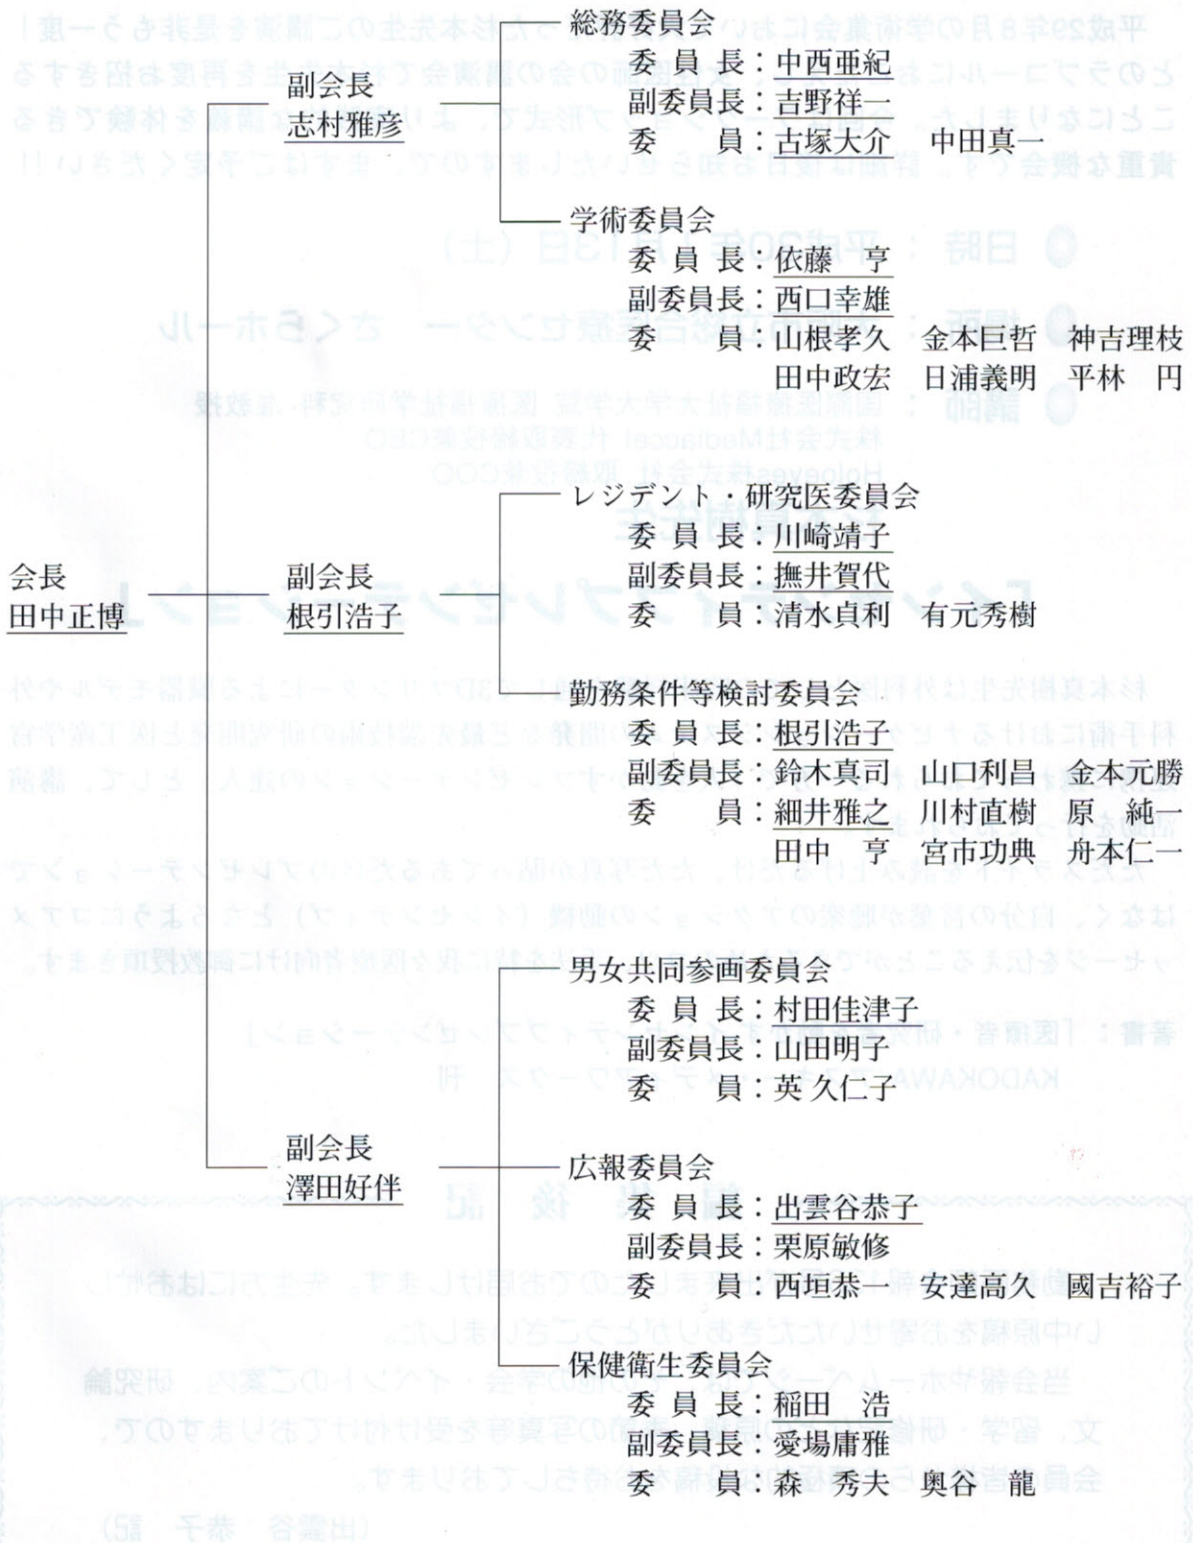 会長
田中正博
副会長
志村雅彦
総務委員会
委員長：中西亜紀
副委員長：吉野祥一
委員：古塚大介　中田真一
学術委員会
委員長：依藤　亨
副委員長：西口幸雄
委員：山根孝久　金本巨哲　神吉理枝
田中政宏　日浦義明　平林　円
副会長
根引浩子
レジデント・研究医委員会
委員長：川崎靖子
副委員長：撫井賀代
委員：清水貞利　有元秀樹
勤務条件等検討委員会
委員長：根引浩子
副委員長：鈴木真司　山口利昌　金本元勝
委員：細井雅之　川村直樹　原　純一
田中　亨　宮市功典　舟本仁一
副会長
澤田好伴
男女共同参画委員会
委員長：村田佳津子
副委員長：山田明子
委員：英 久仁子
広報委員会
委員長：出雲谷恭子
副委員長：栗原敏修
委員：西垣恭一　安達高久　國吉裕子
保健衛生委員会
委員長：稲田　浩
副委員長：愛場庸雅
委員：森　秀夫　奥谷　龍